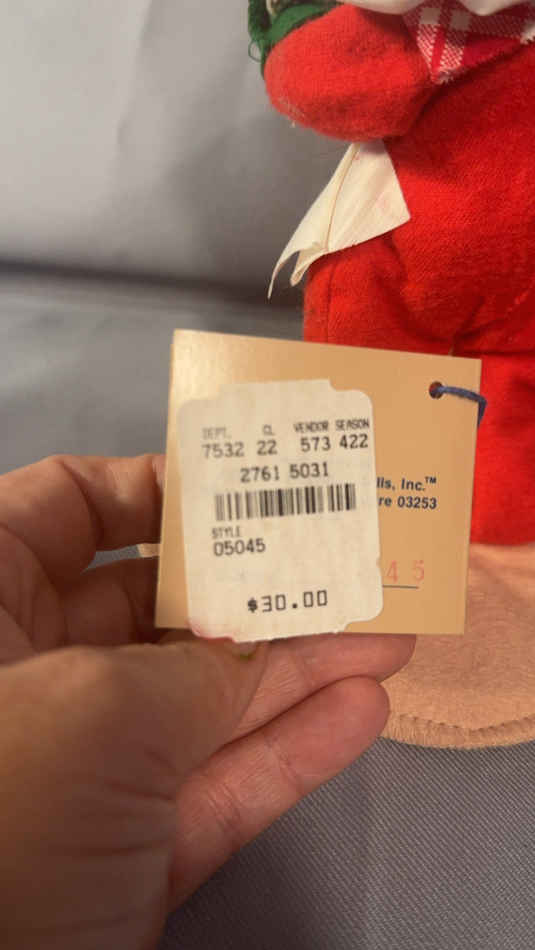 DEPT. CL VENDOR SEASON
7532 22 573 422
2761 5031
STYLE
05045
$30.00
lls, Inc.™
re 03253
45